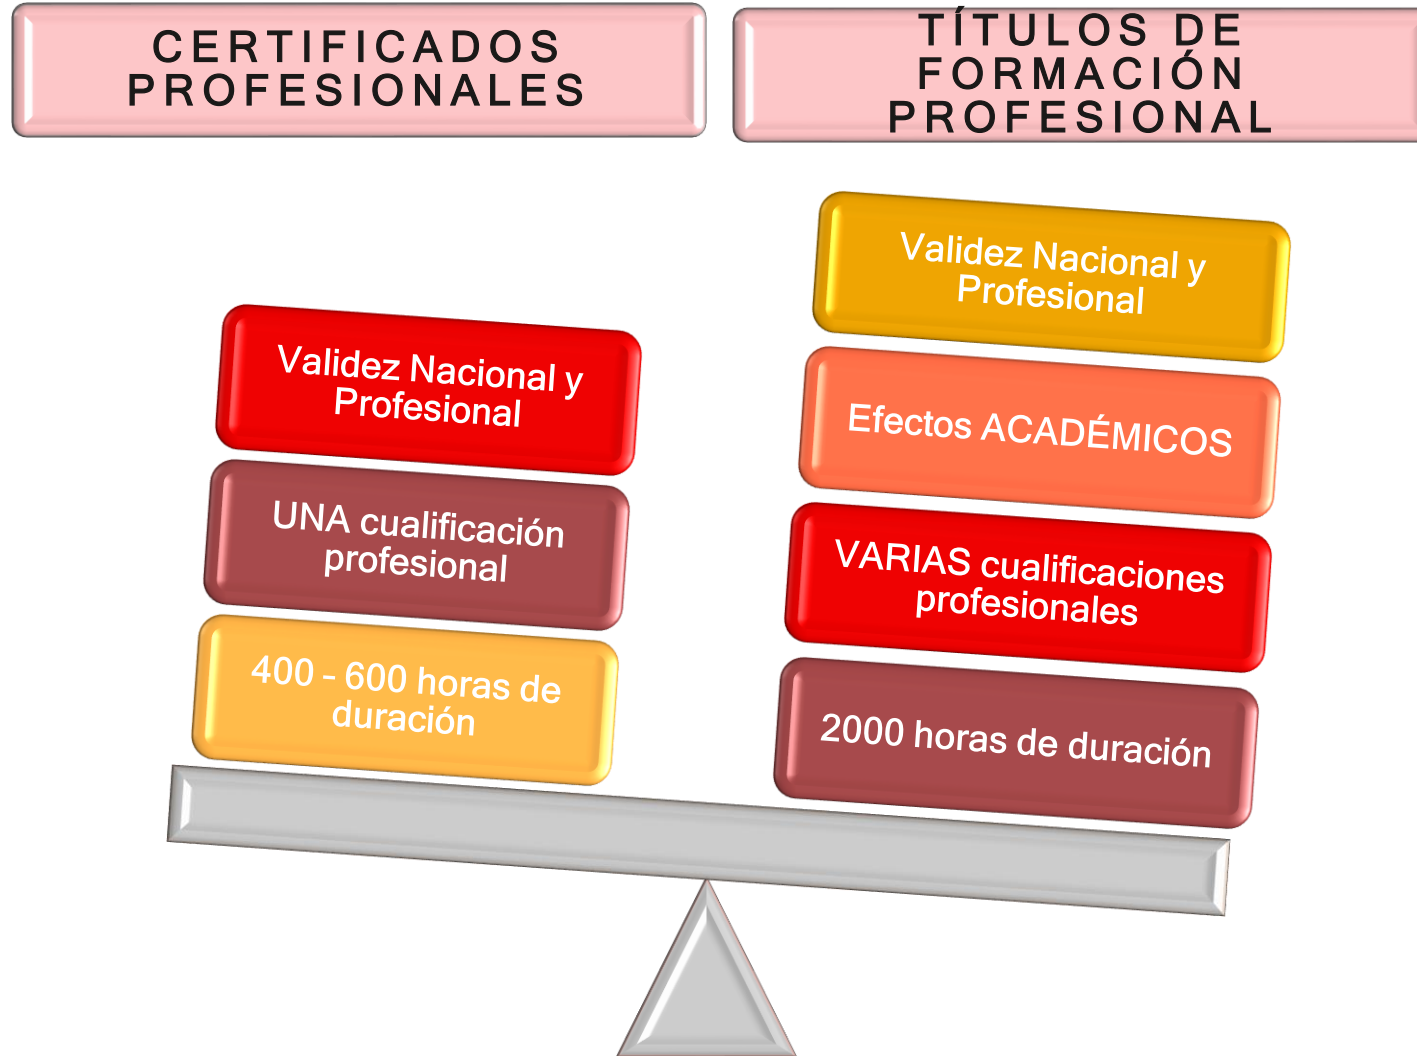 CERTIFICADOS
PROFESIONALES
TÍTULOS DE
FORMACIÓN
PROFESIONAL
Validez Nacional y
Profesional
UNA cualificación
profesional
400 - 600 horas de
duración
Validez Nacional y
Profesional
Efectos ACADÉMICOS
VARIAS cualificaciones
profesionales
2000 horas de duración